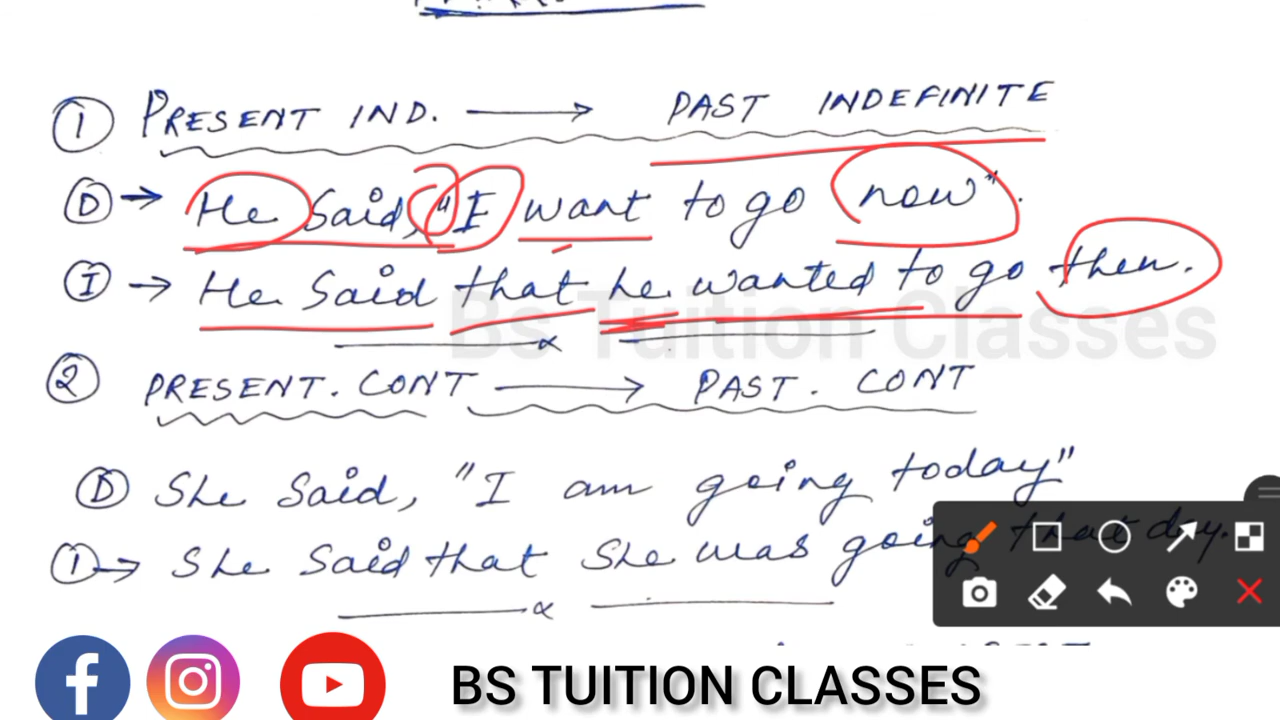 ① PRESENT IND. → PAST INDEFINITE
Ⓓ → He Said, "I want to go now".
Ⓘ → He Said that he wanted to go then.
BS Tuition Classes
② PRESENT. CONT → PAST. CONT
Ⓓ She Said, "I am going today"
Ⓘ → She Said that She was going that day.
BS TUITION CLASSES